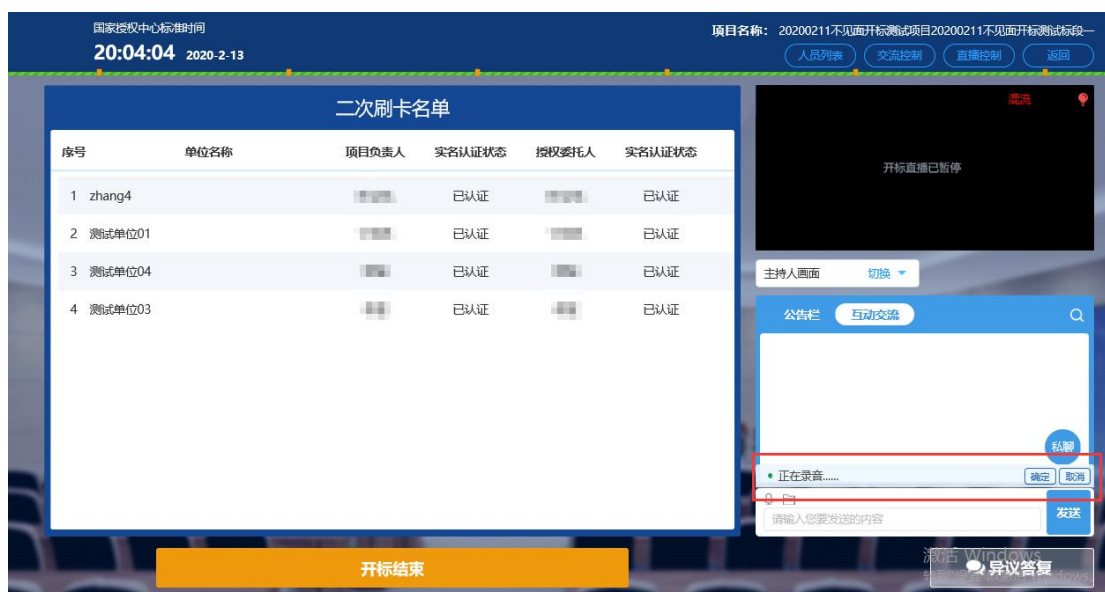 国家授权中心标准时间
20:04:04 2020-2-13
项目名称： 20200211不见面开标测试项目20200211不见面开标测试标段一
人员列表 交流控制 直播控制 返回
二次刷卡名单
序号 单位名称 项目负责人 实名认证状态 授权委托人 实名认证状态
1 zhang4 已认证 已认证
2 测试单位01 已认证 已认证
3 测试单位04 已认证 已认证
4 测试单位03 已认证 已认证
开标结束
混流
开标直播已暂停
主持人画面 切换
公告栏 互动交流
私聊
正在录音...... 确定 取消
请输入您要发送的内容
发送
激活 Windows
异议答复